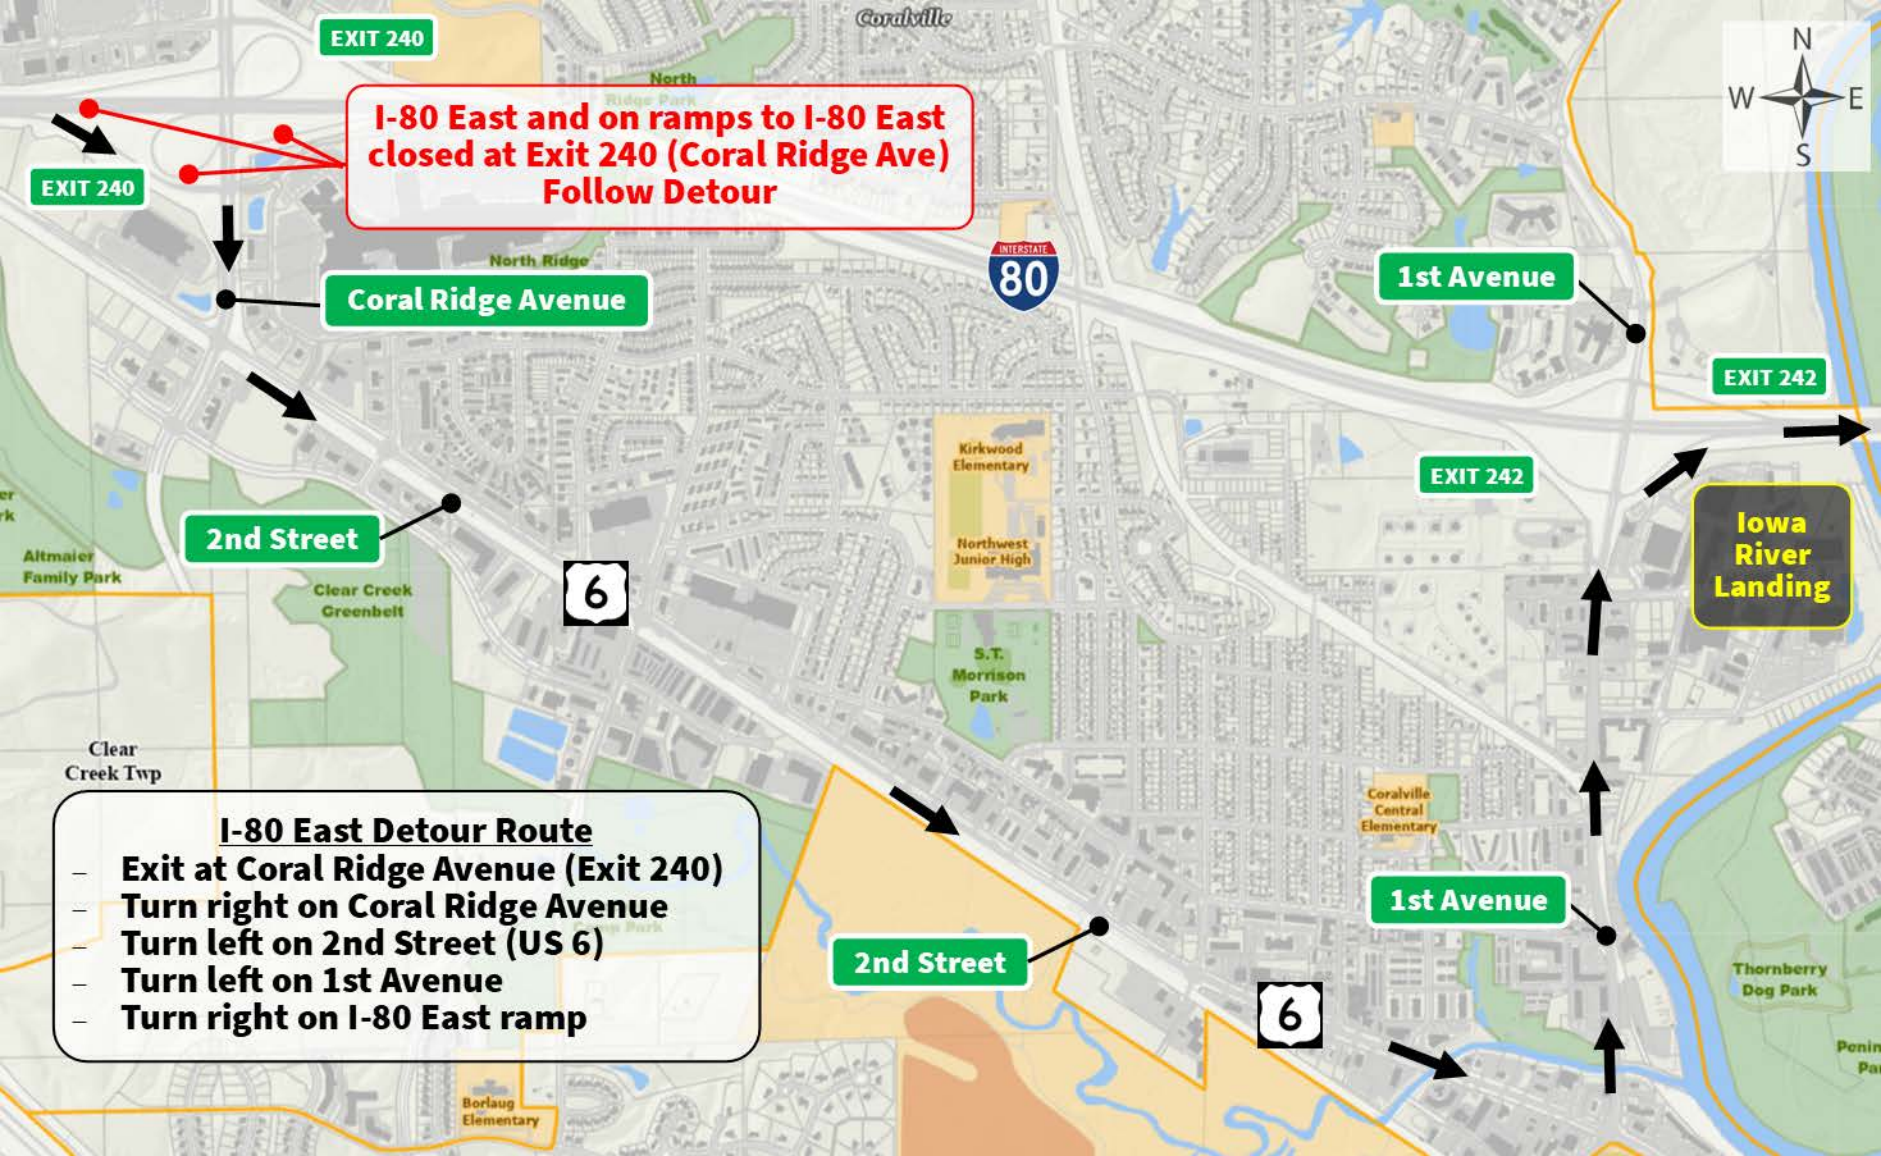 Coralville
EXIT 240
N
W
E
S
North
Ridge Park
I-80 East and on ramps to I-80 East
closed at Exit 240 (Coral Ridge Ave)
Follow Detour
EXIT 240
North Ridge
INTERSTATE
80
1st Avenue
Coral Ridge Avenue
EXIT 242
Kirkwood
Elementary
EXIT 242
2nd Street
Iowa
River
Landing
Northwest
Junior High
Altmaier
Family Park
Clear Creek
Greenbelt
6
S.T.
Morrison
Park
Clear
Creek Twp
Coralville
Central
Elementary
I-80 East Detour Route
– Exit at Coral Ridge Avenue (Exit 240)
– Turn right on Coral Ridge Avenue
– Turn left on 2nd Street (US 6)
– Turn left on 1st Avenue
– Turn right on I-80 East ramp
1st Avenue
2nd Street
Thornberry
Dog Park
6
Borlaug
Elementary